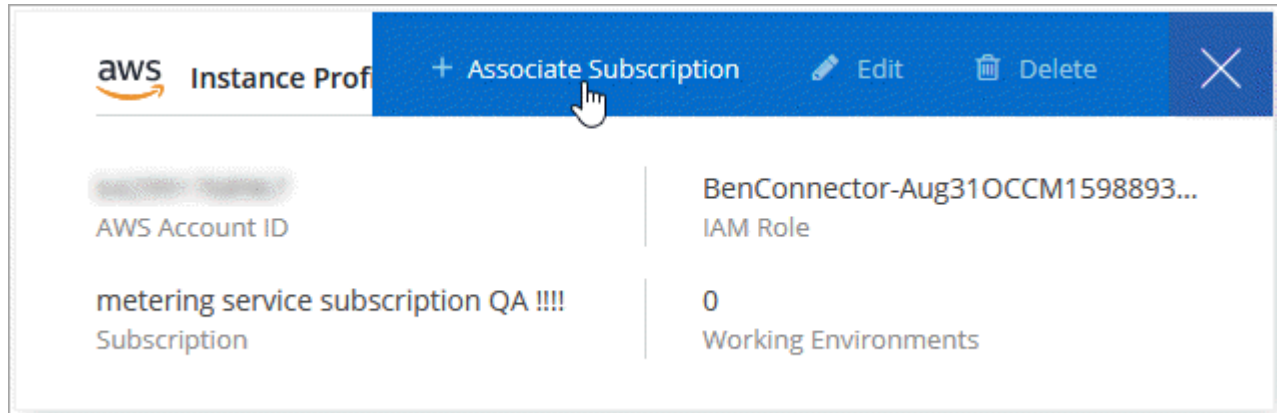 aws Instance Profi + Associate Subscription Edit Delete
BenConnector-Aug31OCCM1598893...
AWS Account ID IAM Role
metering service subscription QA !!!! 0
Subscription Working Environments